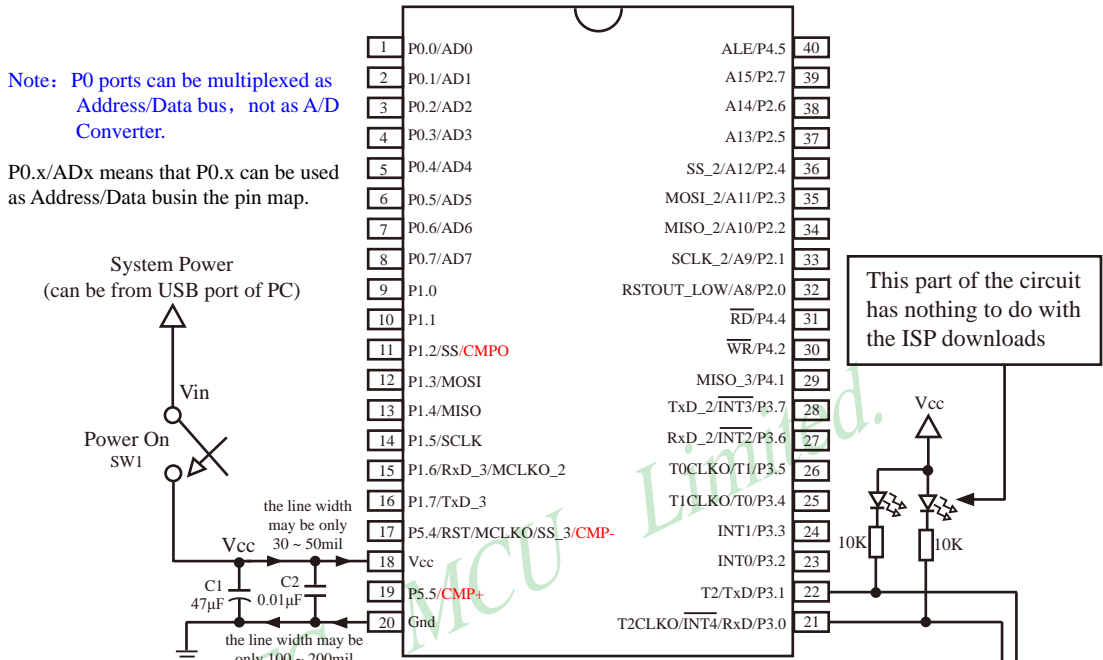 Note: P0 ports can be multiplexed as
Address/Data bus, not as A/D
Converter.
P0.x/ADx means that P0.x can be used
as Address/Data busin the pin map.
System Power
(can be from USB port of PC)
Vin
Power On
SW1
the line width
may be only
30 ~ 50mil
Vcc
C1
47μF
C2
0.01μF
the line width may be
only 100 ~ 200mil
1 P0.0/AD0
2 P0.1/AD1
3 P0.2/AD2
4 P0.3/AD3
5 P0.4/AD4
6 P0.5/AD5
7 P0.6/AD6
8 P0.7/AD7
9 P1.0
10 P1.1
11 P1.2/SS/CMPO
12 P1.3/MOSI
13 P1.4/MISO
14 P1.5/SCLK
15 P1.6/RxD_3/MCLKO_2
16 P1.7/TxD_3
17 P5.4/RST/MCLKO/SS_3/CMP-
18 Vcc
19 P5.5/CMP+
20 Gnd
ALE/P4.5 40
A15/P2.7 39
A14/P2.6 38
A13/P2.5 37
SS_2/A12/P2.4 36
MOSI_2/A11/P2.3 35
MISO_2/A10/P2.2 34
SCLK_2/A9/P2.1 33
RSTOUT_LOW/A8/P2.0 32
RD/P4.4 31
WR/P4.2 30
MISO_3/P4.1 29
TxD_2/INT3/P3.7 28
RxD_2/INT2/P3.6 27
T0CLKO/T1/P3.5 26
T1CLKO/T0/P3.4 25
INT1/P3.3 24
INT0/P3.2 23
T2/TxD/P3.1 22
T2CLKO/INT4/RxD/P3.0 21
This part of the circuit
has nothing to do with
the ISP downloads
Vcc
10K
10K
MCU Limited.